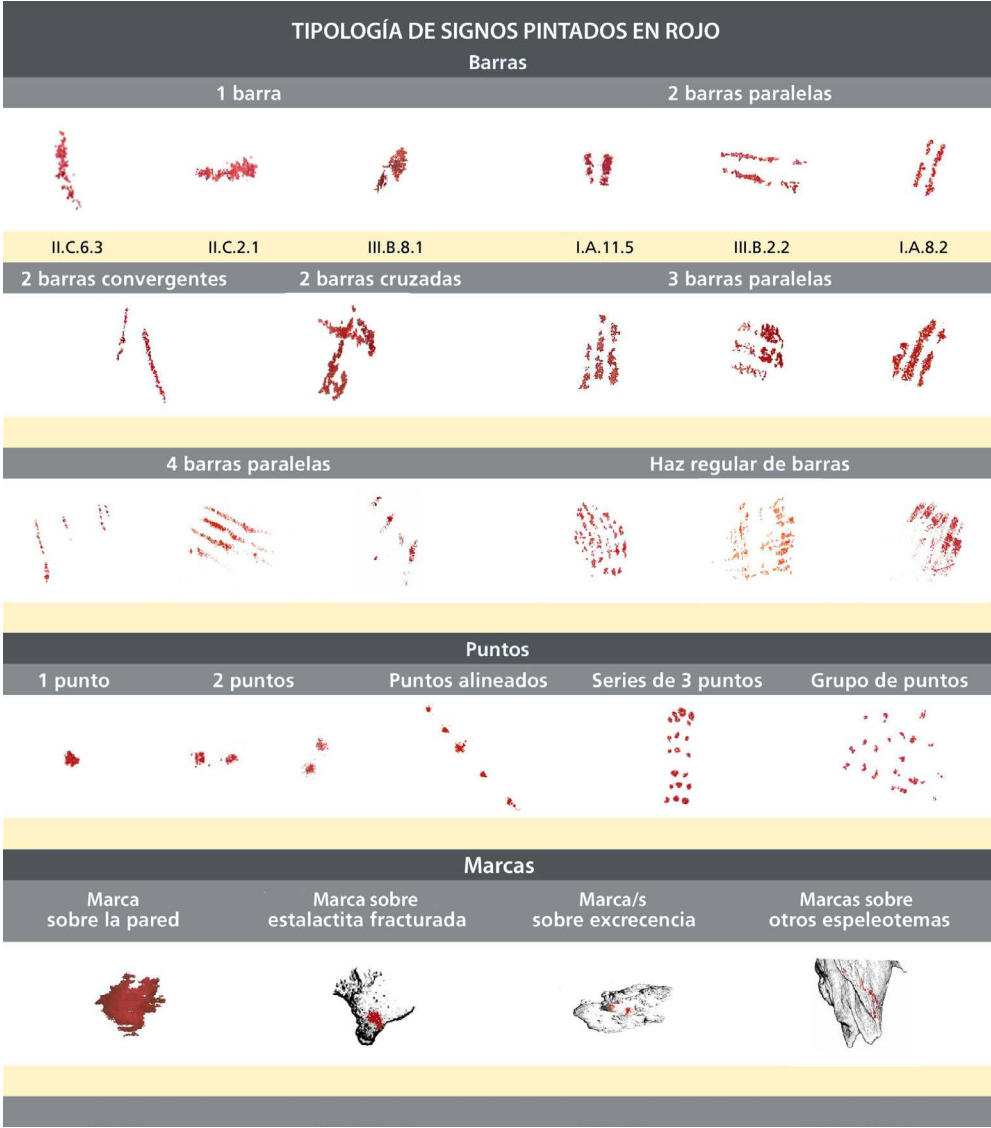 TIPOLOGÍA DE SIGNOS PINTADOS EN ROJO
Barras
1 barra
2 barras paralelas
II.C.6.3
II.C.2.1
III.B.8.1
I.A.11.5
III.B.2.2
I.A.8.2
2 barras convergentes
2 barras cruzadas
3 barras paralelas
4 barras paralelas
Haz regular de barras
Puntos
1 punto
2 puntos
Puntos alineados
Series de 3 puntos
Grupo de puntos
Marcas
Marca
sobre la pared
Marca sobre
estalactita fracturada
Marca/s
sobre excrecencia
Marcas sobre
otros espeleotemas